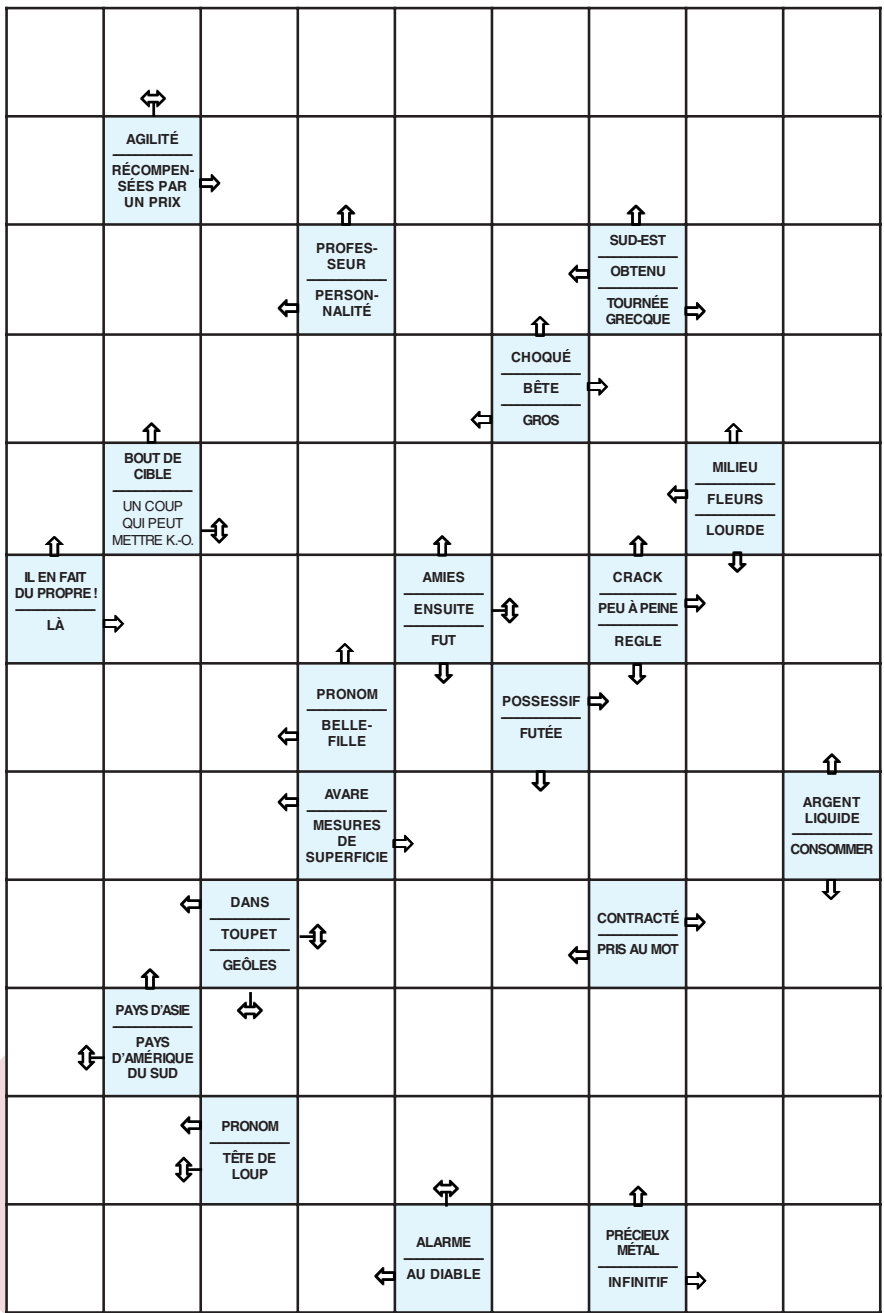 AGILITÉ
RÉCOMPEN-
SÉES PAR
UN PRIX
PROFES-
SEUR
PERSON-
NALITÉ
SUD-EST
OBTENU
TOURNÉE
GRECQUE
CHOQUÉ
BÊTE
GROS
BOUT DE
CIBLE
UN COUP
QUI PEUT
METTRE K.-O.
MILIEU
FLEURS
LOURDE
IL EN FAIT
DU PROPRE !
LÀ
AMIES
ENSUITE
FUT
CRACK
PEU À PEINE
REGLE
PRONOM
BELLE-
FILLE
POSSESSIF
FUTÉE
AVARE
MESURES
DE
SUPERFICIE
ARGENT
LIQUIDE
CONSOMMER
DANS
TOUPET
GEÔLES
CONTRACTÉ
PRIS AU MOT
PAYS D'ASIE
PAYS
D'AMÉRIQUE
DU SUD
PRONOM
TÊTE DE
LOUP
ALARME
AU DIABLE
PRÉCIEUX
MÉTAL
INFINITIF